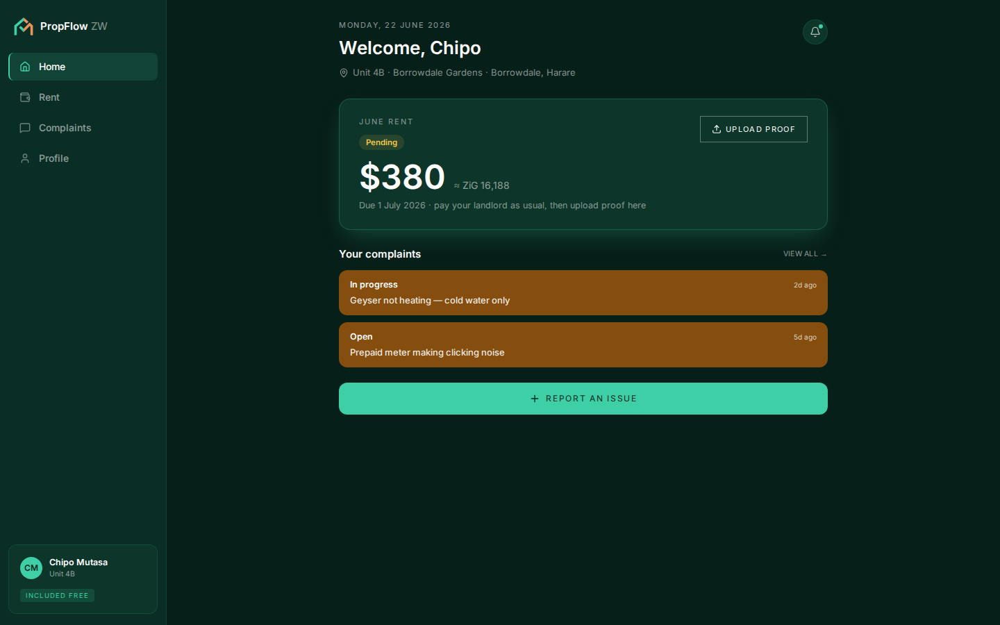 PropFlow ZW
Home
Rent
Complaints
Profile
CM
Chipo Mutasa
Unit 4B
INCLUDED FREE
MONDAY, 22 JUNE 2026
Welcome, Chipo
Unit 4B · Borrowdale Gardens · Borrowdale, Harare
JUNE RENT
Pending
UPLOAD PROOF
$380 ≈ ZiG 16,188
Due 1 July 2026 · pay your landlord as usual, then upload proof here
Your complaints
VIEW ALL →
In progress
2d ago
Geyser not heating — cold water only
Open
5d ago
Prepaid meter making clicking noise
+ REPORT AN ISSUE